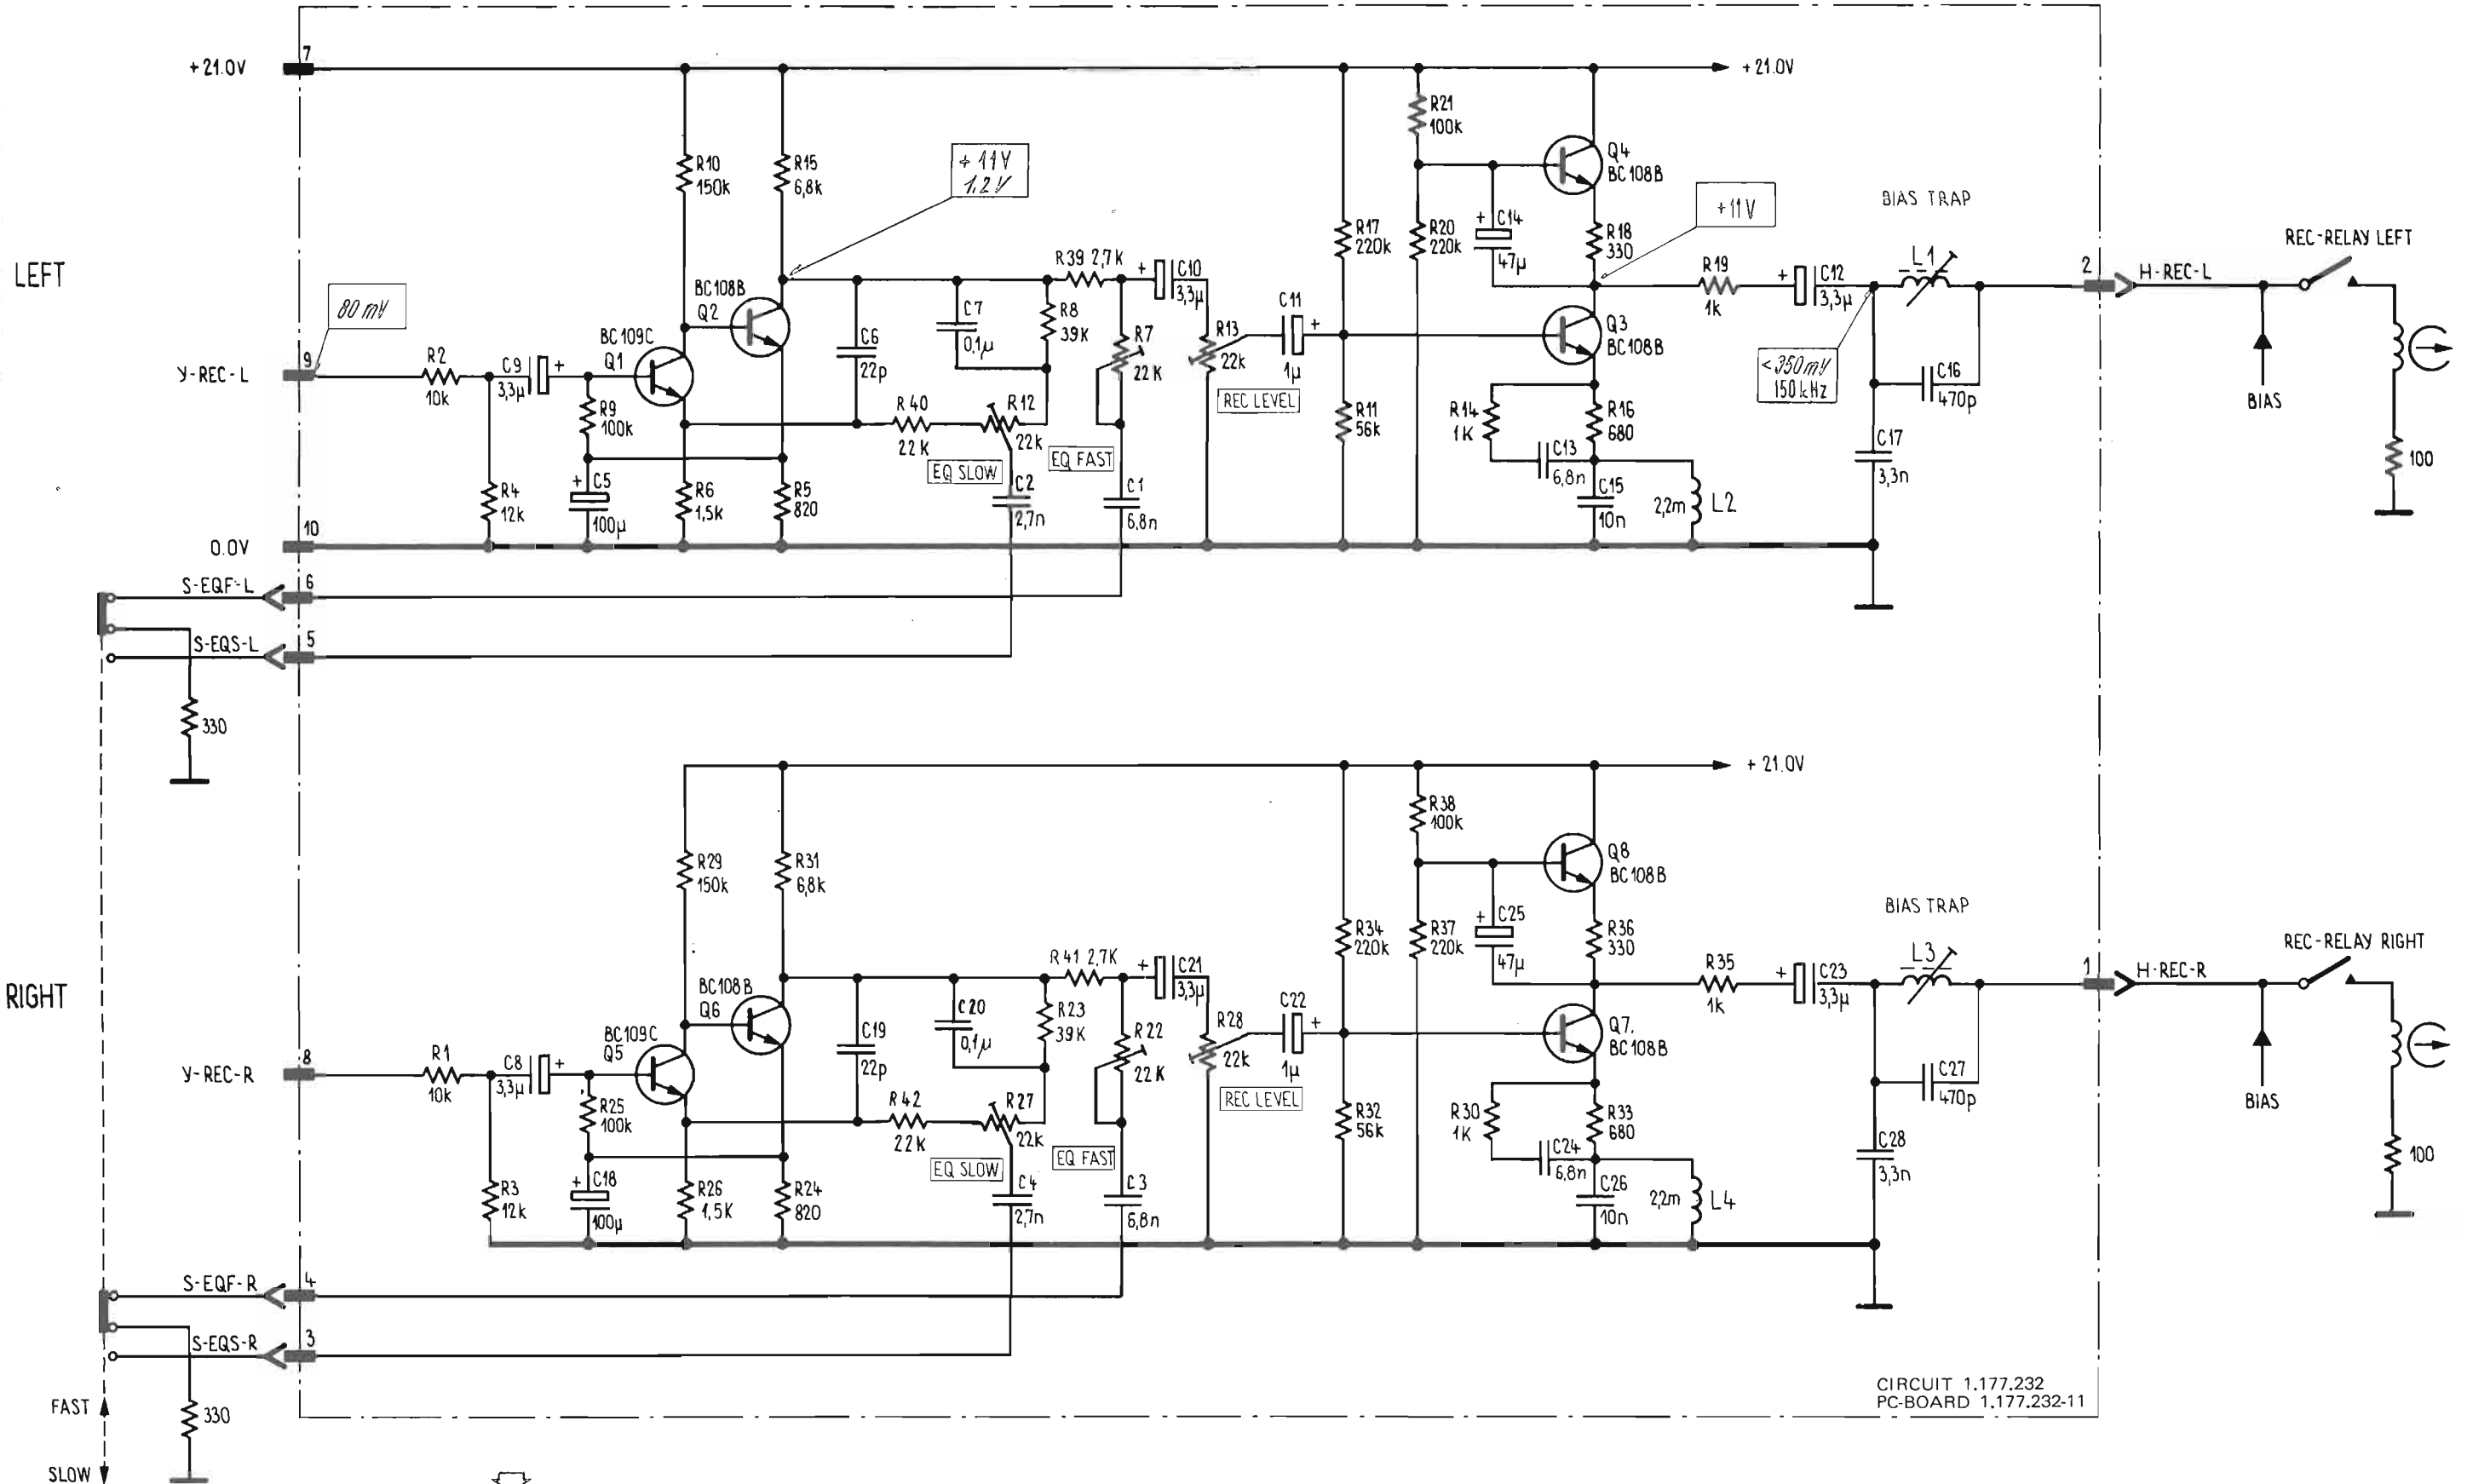 7
+21.0V
+21.0V
R21
100k
R10
150k
R15
6,8k
+11V
1,2V
Q4
BC108B
+11V
BIAS TRAP
R17
220k
R20
220k
+ C14
47µ
R18
330
REC-RELAY LEFT
LEFT
R39 2,7K
+ C10
3,3µ
R19
1k
+ C12
3,3µ
L1
2
H-REC-L
80 mV
BC108B
Q2
C7
0,1µ
R8
39K
R7
22K
R13
22k
C11
+
1µ
Q3
BC108B
BC109C
Q1
C6
22p
REC LEVEL
<350mV
150kHz
C16
470p
BIAS
9
Y-REC-L
R2
10k
C9
+
3,3µ
R9
100k
R40
22K
R12
22k
EQ SLOW
EQ FAST
R11
56k
R14
1K
R16
680
C13
6,8n
C17
3,3n
100
R4
12k
+ C5
100µ
R6
1,5K
R5
820
C2
2,7n
C1
6,8n
C15
10n
2,2m
L2
10
0.0V
S-EQF-L
6
S-EQS-L
5
330
+21.0V
R38
100k
R29
150k
R31
6,8k
Q8
BC108B
BIAS TRAP
R34
220k
R37
220k
+ C25
47µ
R36
330
REC-RELAY RIGHT
RIGHT
R41 2,7K
+ C21
3,3µ
R35
1k
+ C23
3,3µ
L3
1
H-REC-R
BC108B
Q6
C20
0,1µ
R23
39K
R22
22K
R28
22k
C22
+
1µ
Q7.
BC108B
BC109C
Q5
C19
22p
REC LEVEL
C27
470p
BIAS
8
Y-REC-R
R1
10k
C8
+
3,3µ
R25
100k
R42
22K
R27
22k
EQ SLOW
EQ FAST
R32
56k
R30
1K
R33
680
C24
6,8n
C28
3,3n
100
R3
12k
+ C18
100µ
R26
1,5K
R24
820
C4
2,7n
C3
6,8n
C26
10n
2,2m
L4
S-EQF-R
4
S-EQS-R
3
FAST
330
SLOW
CIRCUIT 1.177.232
PC-BOARD 1.177.232-11